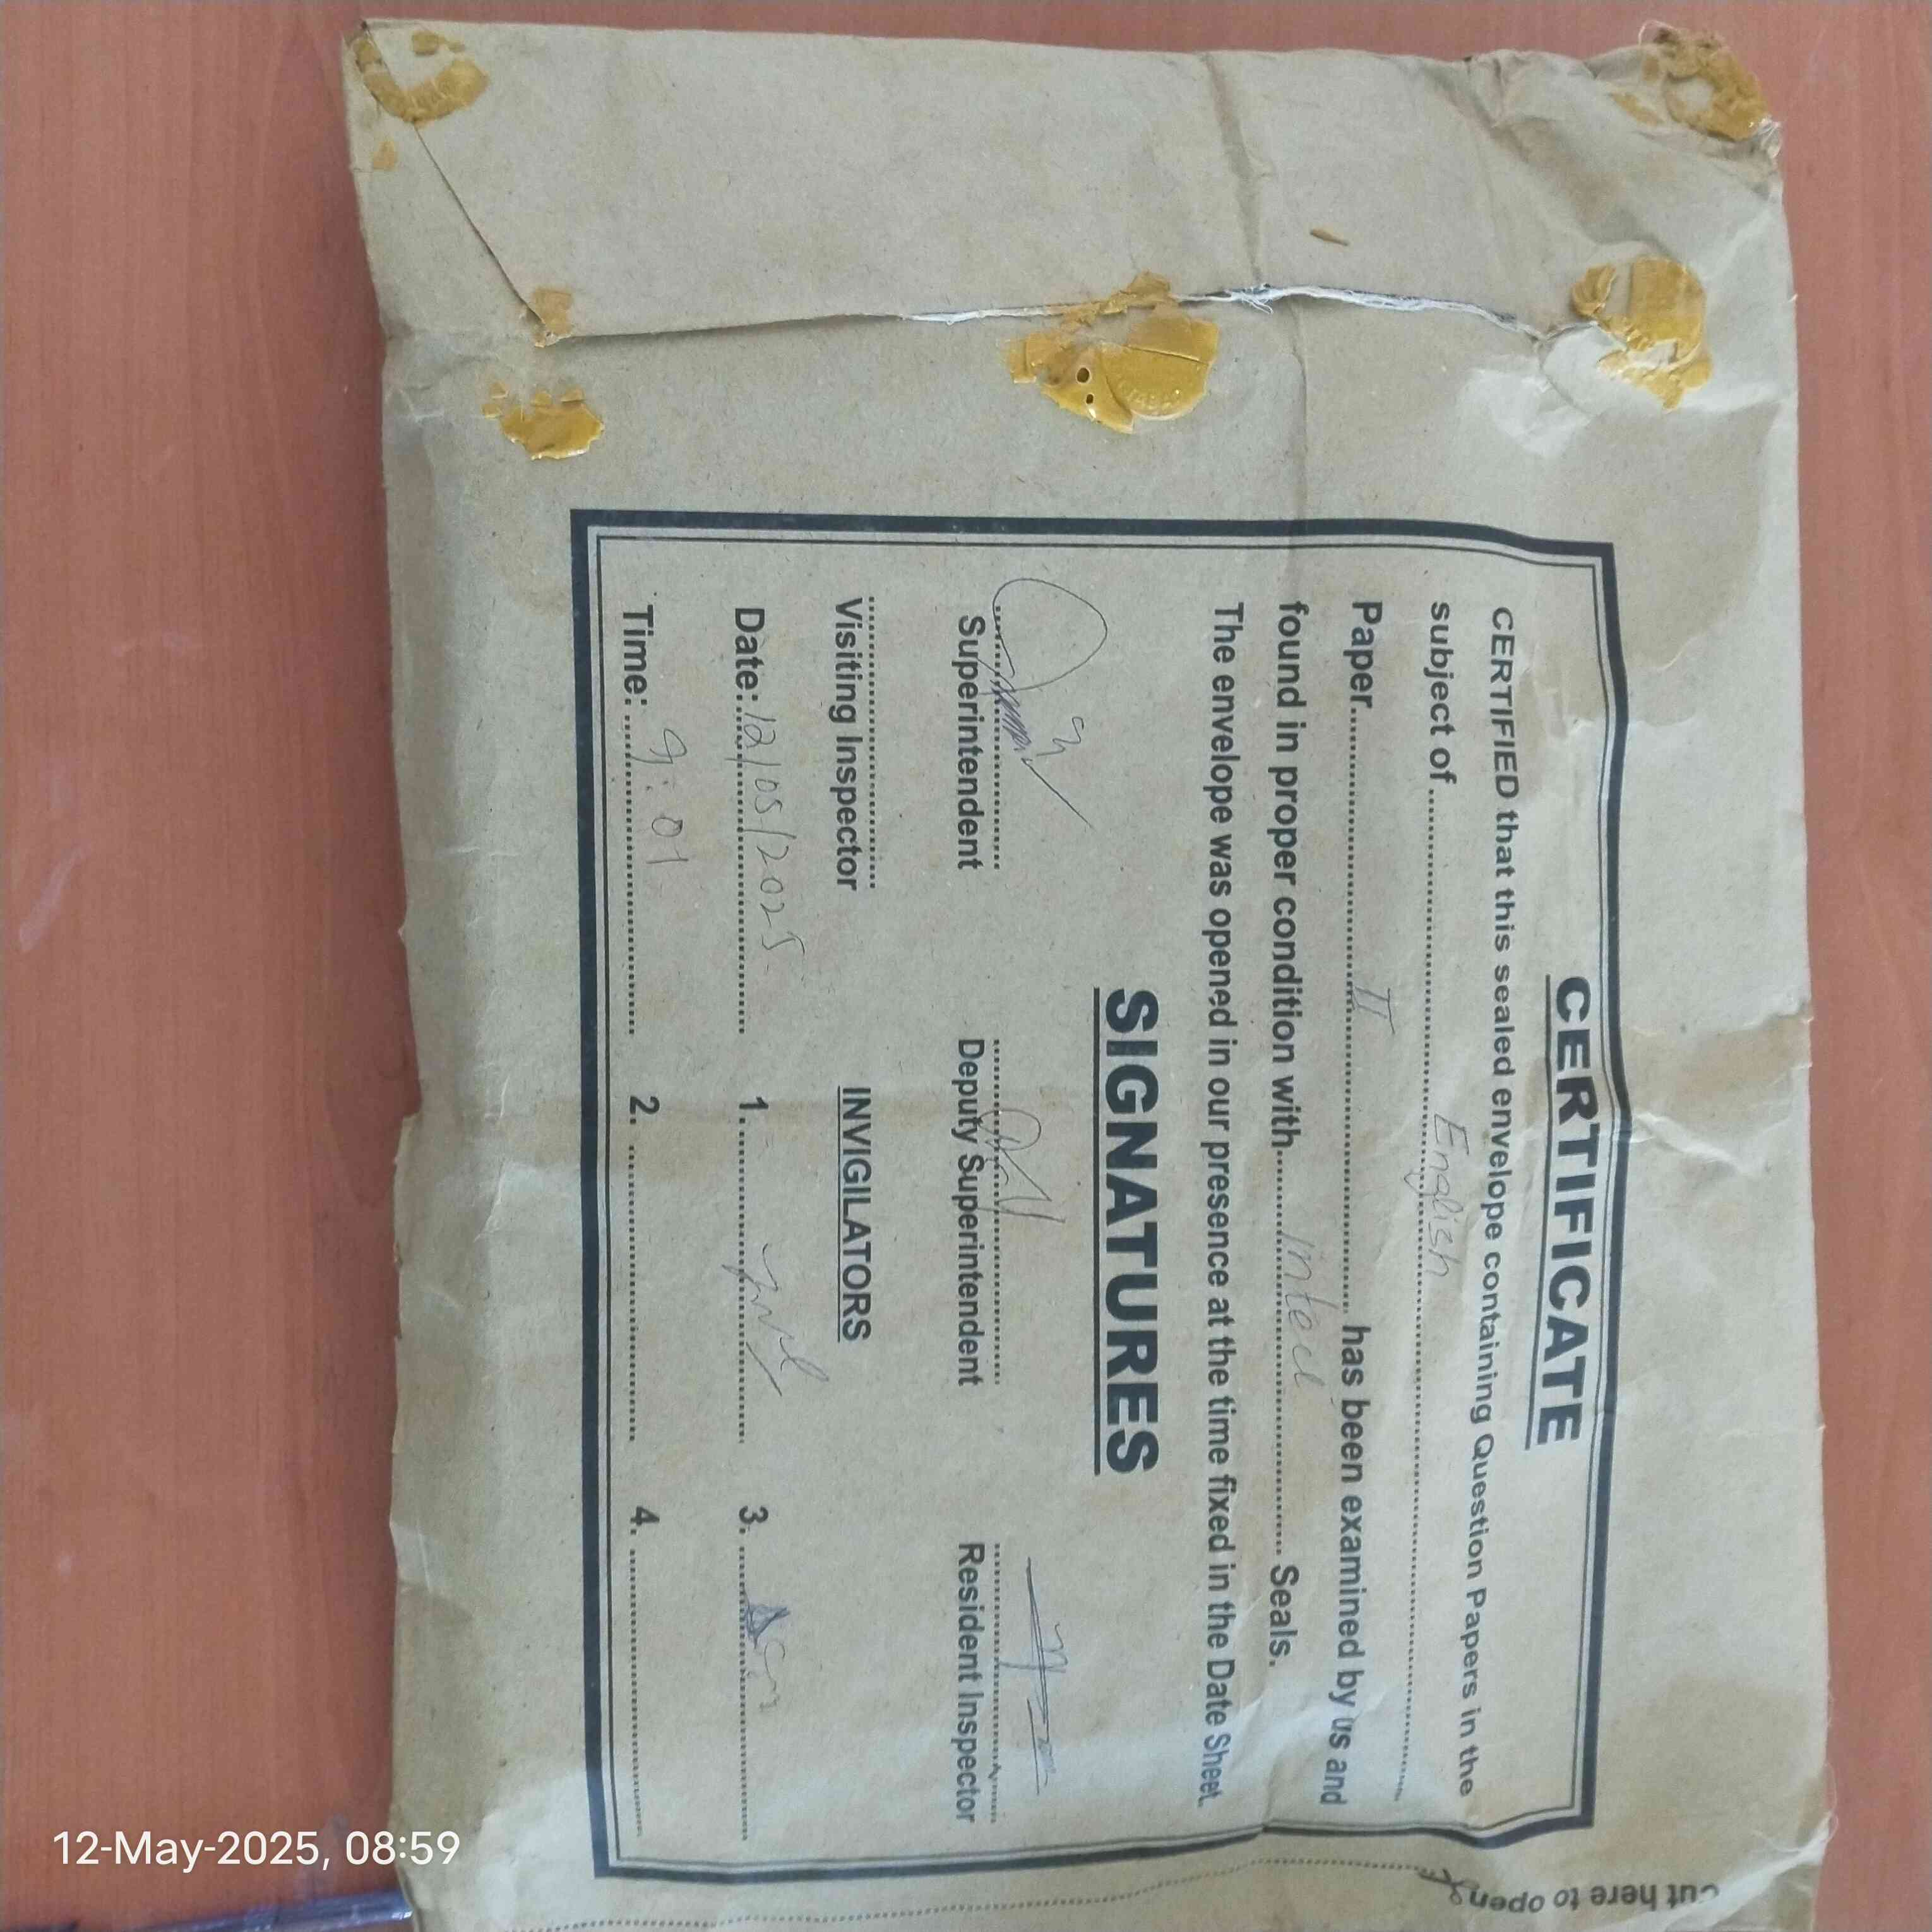 CERTIFICATE
CERTIFIED that this sealed envelope containing Question Papers in the
subject of .......... English ..........
Paper .......... II .......... has been examined by us and
found in proper condition with .......... intect .......... Seals.
The envelope was opened in our presence at the time fixed in the Date Sheet.
SIGNATURES
Superintendent Deputy Superintendent Resident Inspector
Visiting Inspector INVIGILATORS
Date: 12/05/2025 1. .......... 3. ..........
Time: 9:01 2. .......... 4. ..........
cut here to open
12-May-2025, 08:59